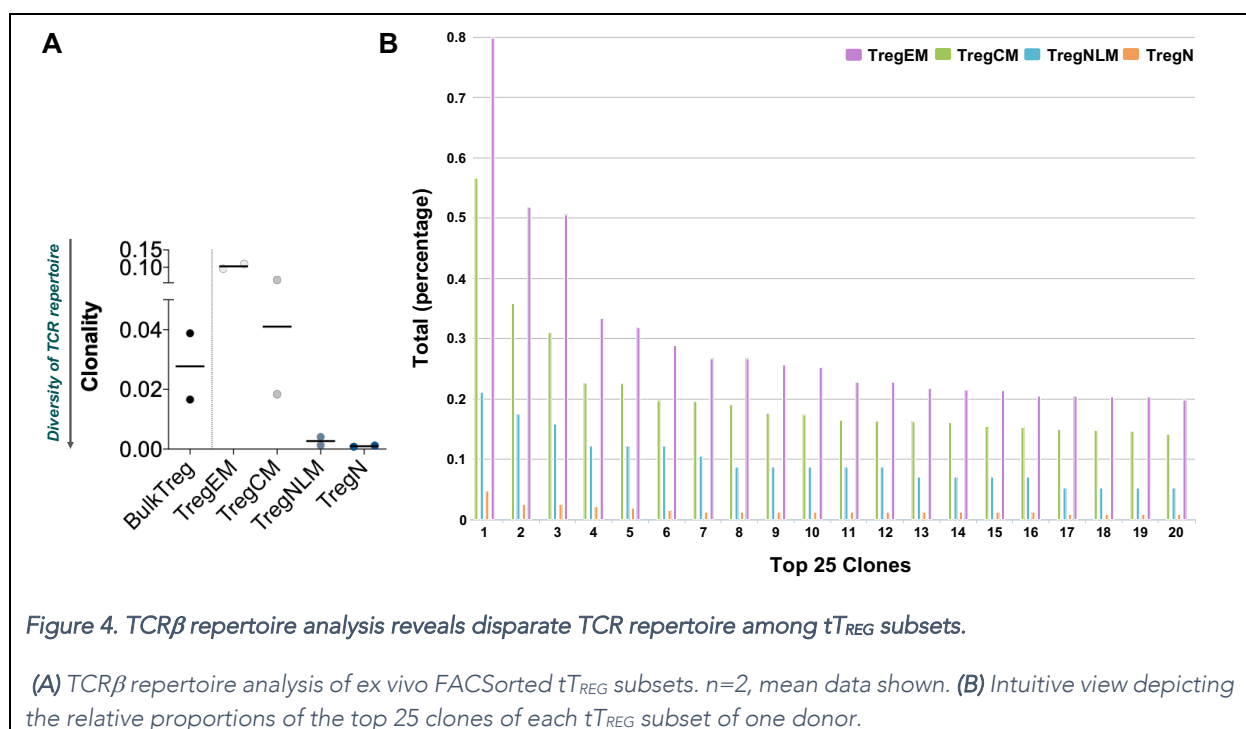 A
B
Diversity of TCR repertoire
Clonality
0.15
0.10
0.04
0.02
0.00
BulkTreg
TregEM
TregCM
TregNLM
TregN
TregEM TregCM TregNLM TregN
Total (percentage)
0.8
0.7
0.6
0.5
0.4
0.3
0.2
0.1
0
1 2 3 4 5 6 7 8 9 10 11 12 13 14 15 16 17 18 19 20
Top 25 Clones
Figure 4. TCRβ repertoire analysis reveals disparate TCR repertoire among tTREG subsets.
(A) TCRβ repertoire analysis of ex vivo FACSorted tTREG subsets. n=2, mean data shown. (B) Intuitive view depicting
the relative proportions of the top 25 clones of each tTREG subset of one donor.